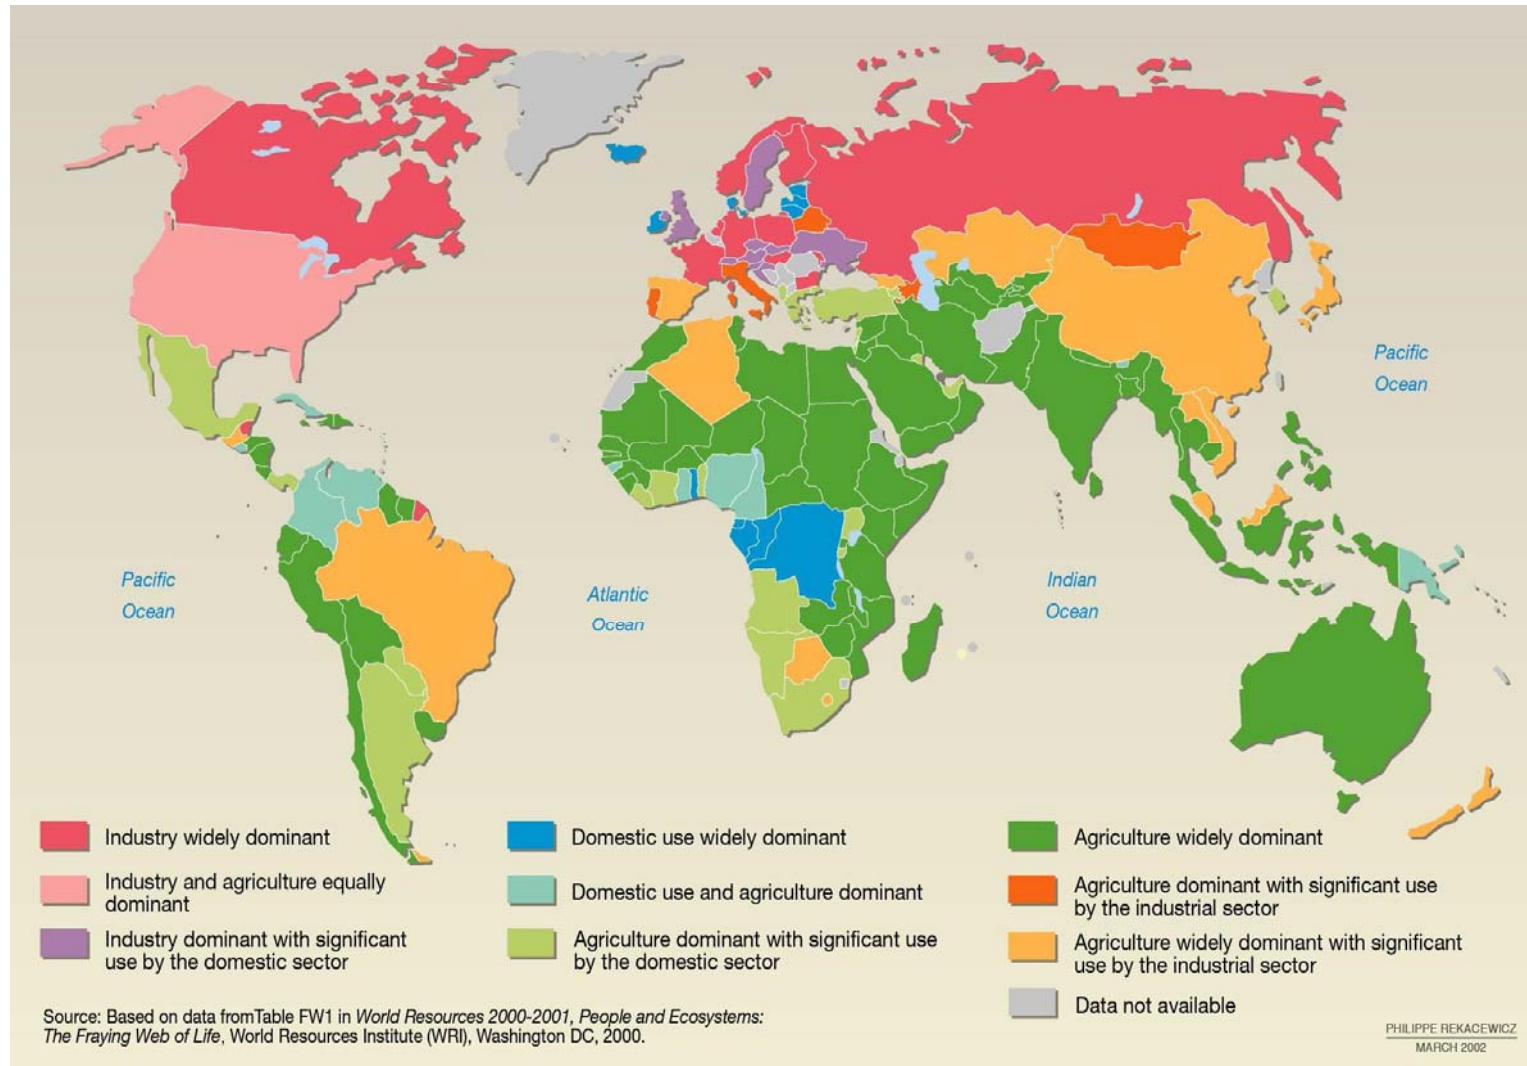 Pacific
Ocean
Pacific
Ocean
Atlantic
Ocean
Indian
Ocean
Industry widely dominant
Industry and agriculture equally
dominant
Industry dominant with significant
use by the domestic sector
Domestic use widely dominant
Domestic use and agriculture dominant
Agriculture dominant with significant use
by the domestic sector
Agriculture widely dominant
Agriculture dominant with significant use
by the industrial sector
Agriculture widely dominant with significant
use by the industrial sector
Data not available
Source: Based on data fromTable FW1 in World Resources 2000-2001, People and Ecosystems:
The Fraying Web of Life, World Resources Institute (WRI), Washington DC, 2000.
PHILIPPE REKACEWICZ
MARCH 2002